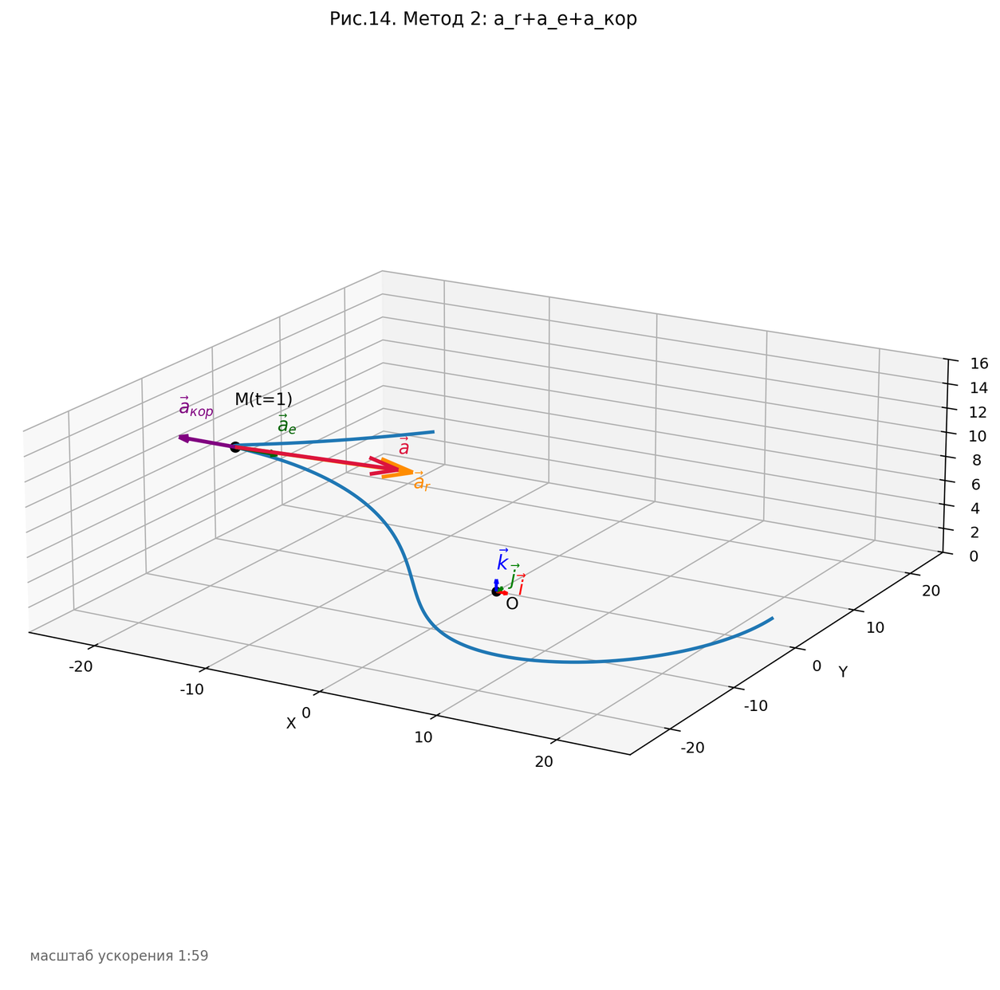 Рис.14. Метод 2: a_r+a_e+a_кор
M(t=1)
a⃗кор
a⃗e
a⃗
a⃗r
k⃗
j⃗
i⃗
O
16
14
12
10
8
6
4
2
0
20
10
0
-10
-20
Y
-20
-10
0
10
20
X
масштаб ускорения 1:59